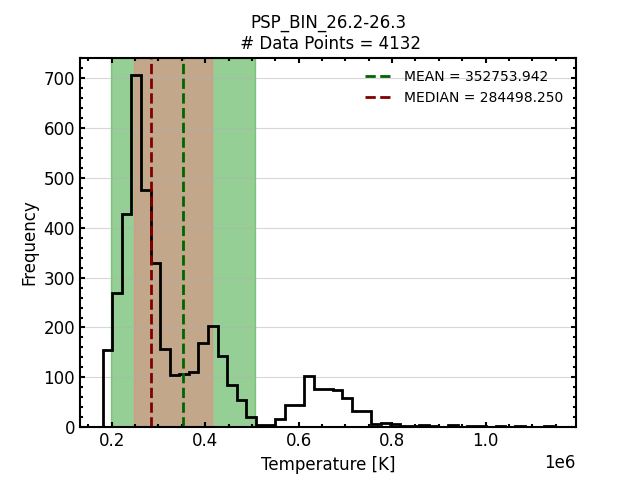 PSP_BIN_26.2-26.3
# Data Points = 4132
MEAN = 352753.942
MEDIAN = 284498.250
Frequency
700
600
500
400
300
200
100
0
0.2 0.4 0.6 0.8 1.0
1e6
Temperature [K]